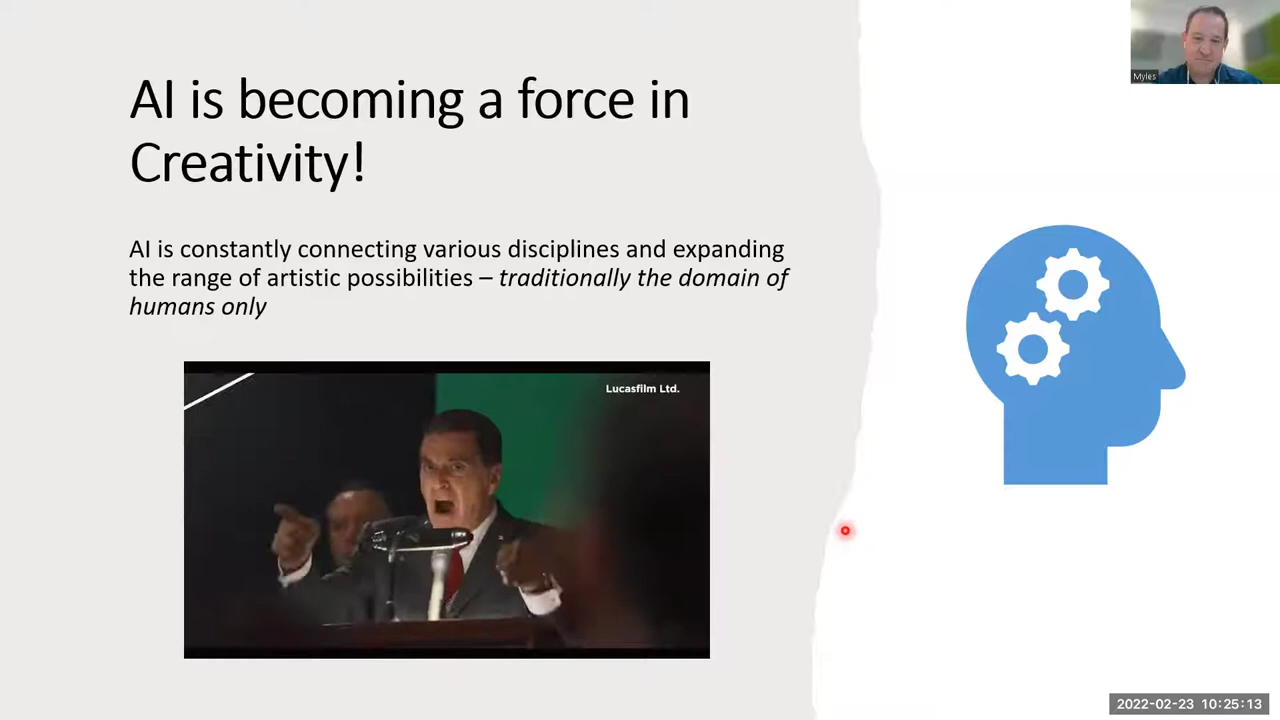 Myles
AI is becoming a force in
Creativity!
AI is constantly connecting various disciplines and expanding
the range of artistic possibilities – traditionally the domain of
humans only
Lucasfilm Ltd.
2022-02-23 10:25:13